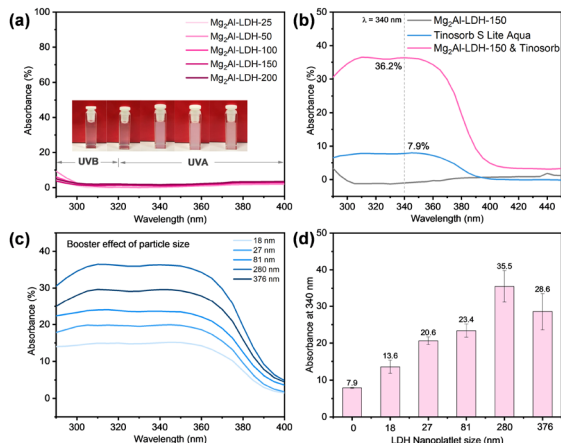 (a)
Absorbance (%)
100
80
60
40
20
0
Mg₂Al-LDH-25
Mg₂Al-LDH-50
Mg₂Al-LDH-100
Mg₂Al-LDH-150
Mg₂Al-LDH-200
UVB
UVA
300
320
340
360
380
400
Wavelength (nm)
(b)
Absorbance (%)
50
40
30
20
10
0
λ = 340 nm
Mg₂Al-LDH-150
Tinosorb S Lite Aqua
Mg₂Al-LDH-150 & Tinosorb
36.2%
7.9%
300
320
340
360
380
400
420
440
Wavelength (nm)
(c)
Absorbance (%)
50
40
30
20
10
0
Booster effect of particle size
18 nm
27 nm
81 nm
280 nm
376 nm
300
320
340
360
380
400
Wavelength (nm)
(d)
Absorbance at 340 nm
50
40
30
20
10
0
7.9
13.6
20.6
23.4
35.5
28.6
0
18
27
81
280
376
LDH Nanoplatlet size (nm)